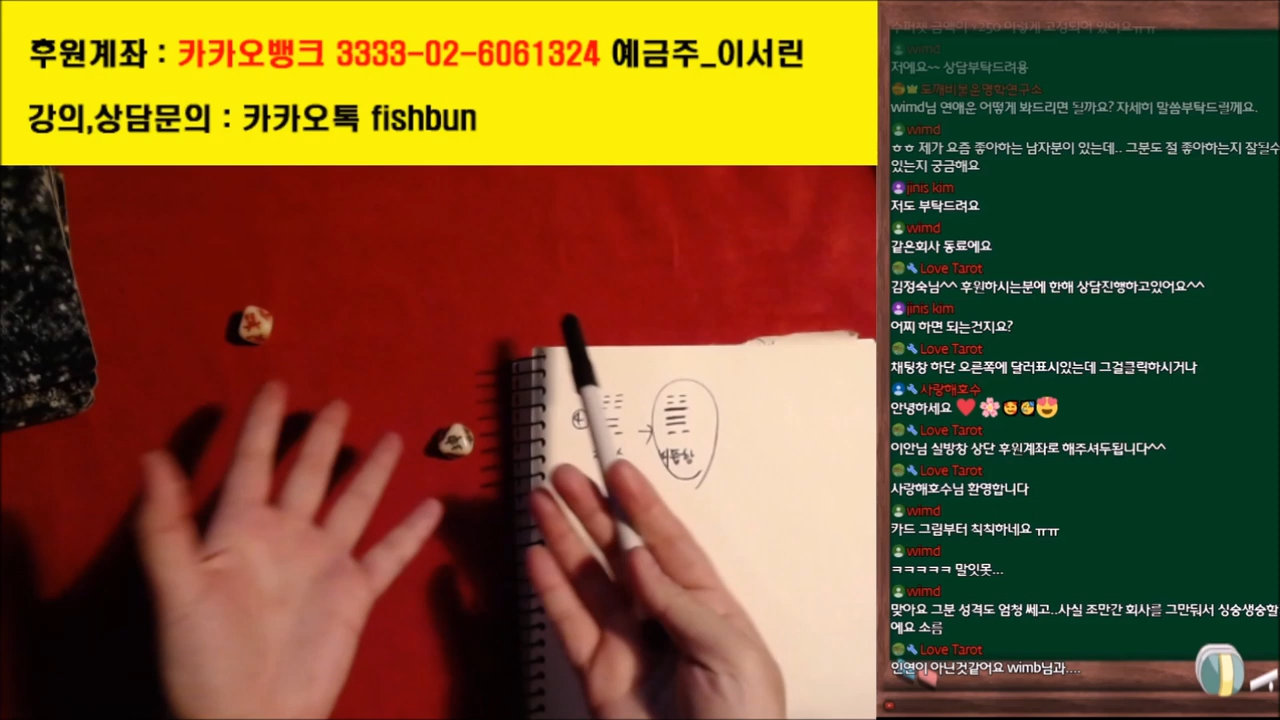 후원계좌 : 카카오뱅크 3333-02-6061324 예금주_이서린
강의,상담문의 : 카카오톡 fishbun
wimd
저에요~~ 상담부탁드려용
도깨비불운명학연구소
wimd님 연애운 어떻게 봐드리면 될까요? 자세히 말씀부탁드릴께요.
wimd
ㅎㅎ 제가 요즘 좋아하는 남자분이 있는데.. 그분도 절 좋아하는지 잘될수
있는지 궁금해요
jinis kim
저도 부탁드려요
wimd
같은회사 동료에요
Love Tarot
김정숙님^^ 후원하시는분에 한해 상담진행하고있어요^^
jinis kim
어찌 하면 되는건지요?
Love Tarot
채팅창 하단 오른쪽에 달러표시있는데 그걸클릭하시거나
사랑해호수
안녕하세요
Love Tarot
이안님 실방창 상단 후원계좌로 해주셔두됩니다^^
Love Tarot
사랑해호수님 환영합니다
wimd
카드 그림부터 칙칙하네요 ㅠㅠ
wimd
ㅋㅋㅋㅋㅋ 말잇못...
wimd
맞아요 그분 성격도 엄청 쎄고..사실 조만간 회사를 그만둬서 싱숭생숭할
에요 소름
Love Tarot
인연이 아닌것같어요 wimb님과....